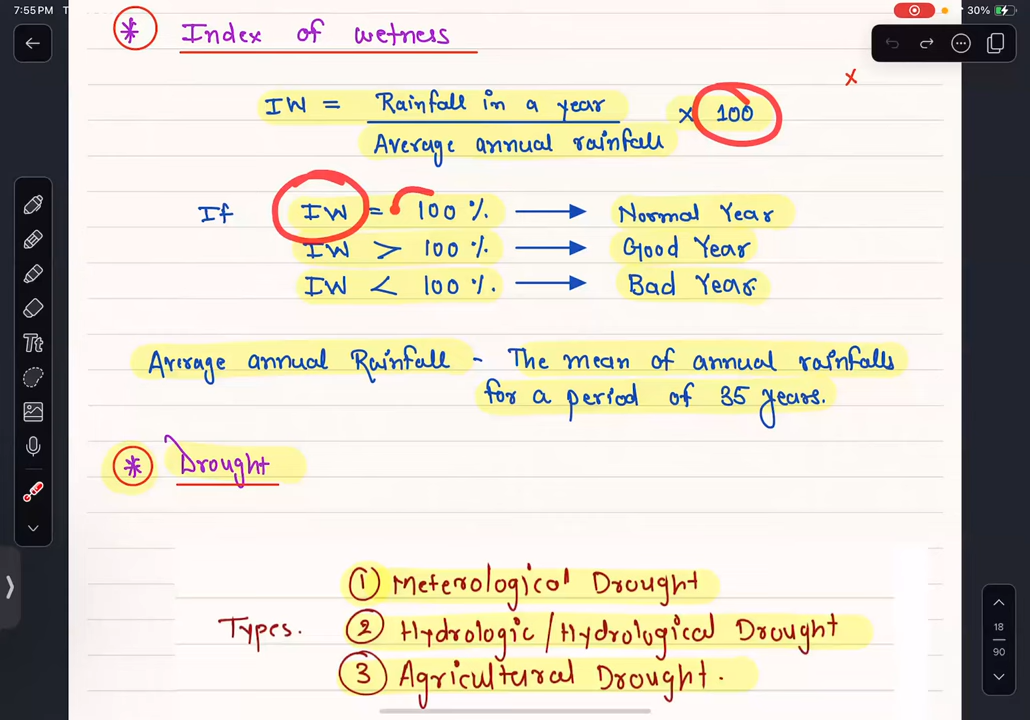 7:55 PM T
30%
* Index of wetness
x
IW = Rainfall in a year x 100
Average annual rainfall
If IW = 100 % → Normal Year
IW > 100 % → Good Year
IW < 100 %. → Bad Year
Average annual Rainfall - The mean of annual rainfalls
for a period of 35 years.
* Drought
Tt
① Meterological Drought
Types. ② Hydrologic/Hydrological Drought
③ Agricultural Drought.
18
90